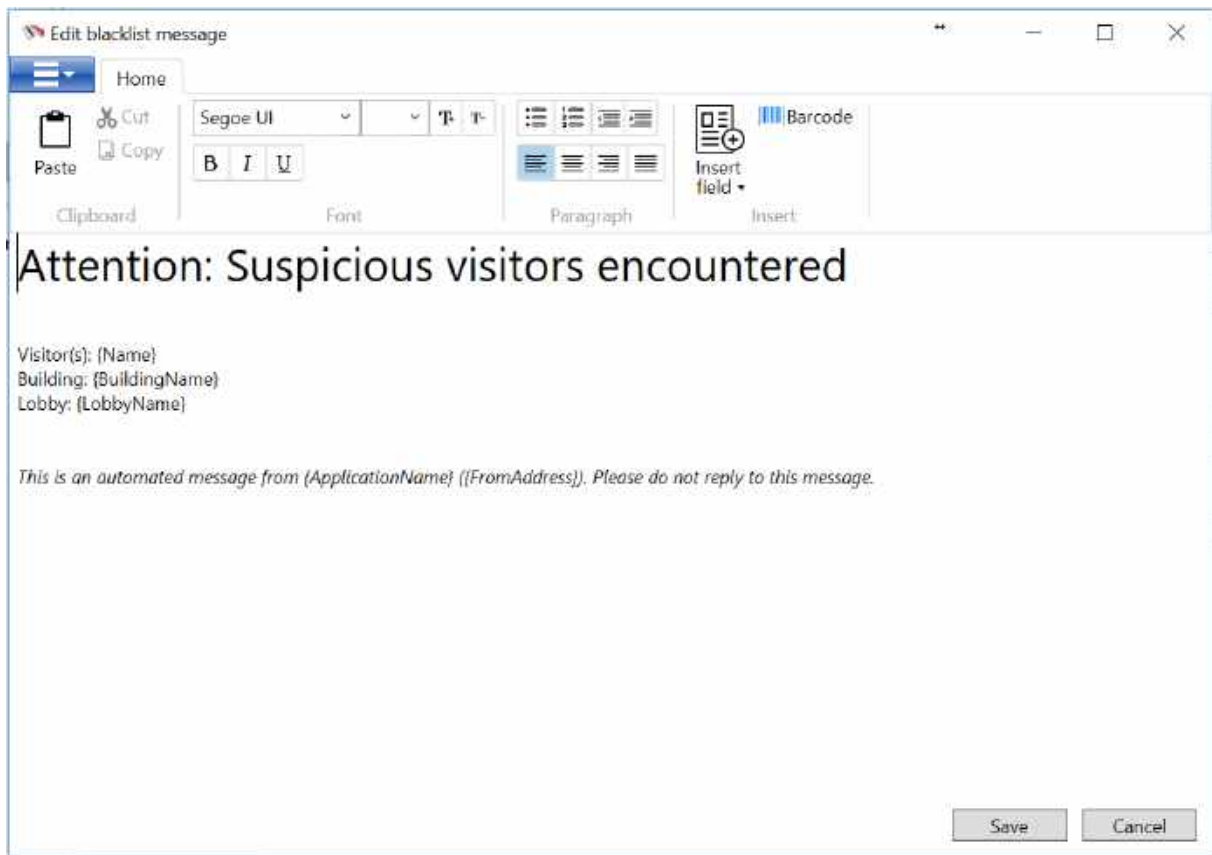 Edit blacklist message
Home
Paste
Cut
Copy
Clipboard
Segoe UI
B I U
Font
Paragraph
Insert
field
Barcode
Insert
Attention: Suspicious visitors encountered
Visitor(s): {Name}
Building: {BuildingName}
Lobby: {LobbyName}
This is an automated message from {ApplicationName} ({FromAddress}). Please do not reply to this message.
Save Cancel